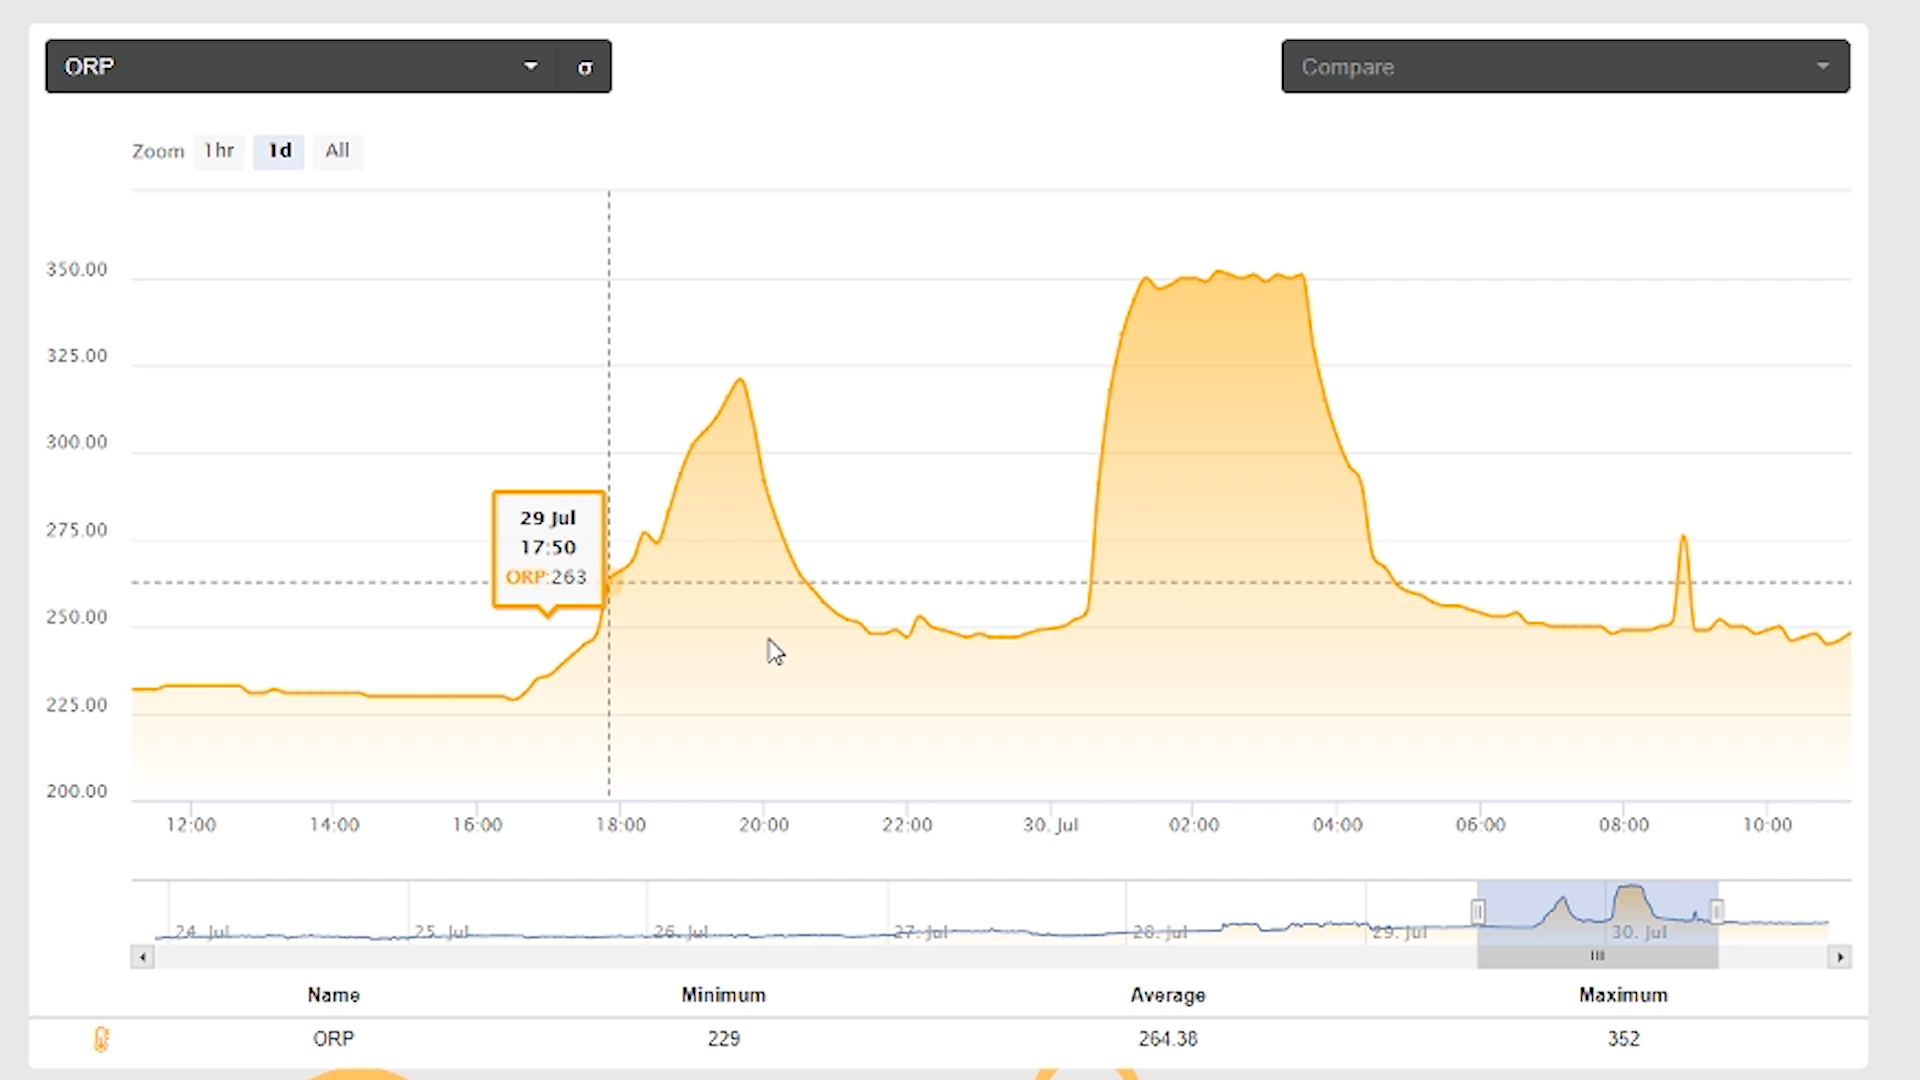 ORP σ Compare
Zoom 1hr 1d All
350.00
325.00
300.00
275.00
250.00
225.00
200.00
29 Jul
17:50
ORP:263
12:00 14:00 16:00 18:00 20:00 22:00 30. Jul 02:00 04:00 06:00 08:00 10:00
24. Jul 25. Jul 26. Jul 27. Jul 28. Jul 29. Jul 30. Jul
Name Minimum Average Maximum
ORP 229 264.38 352